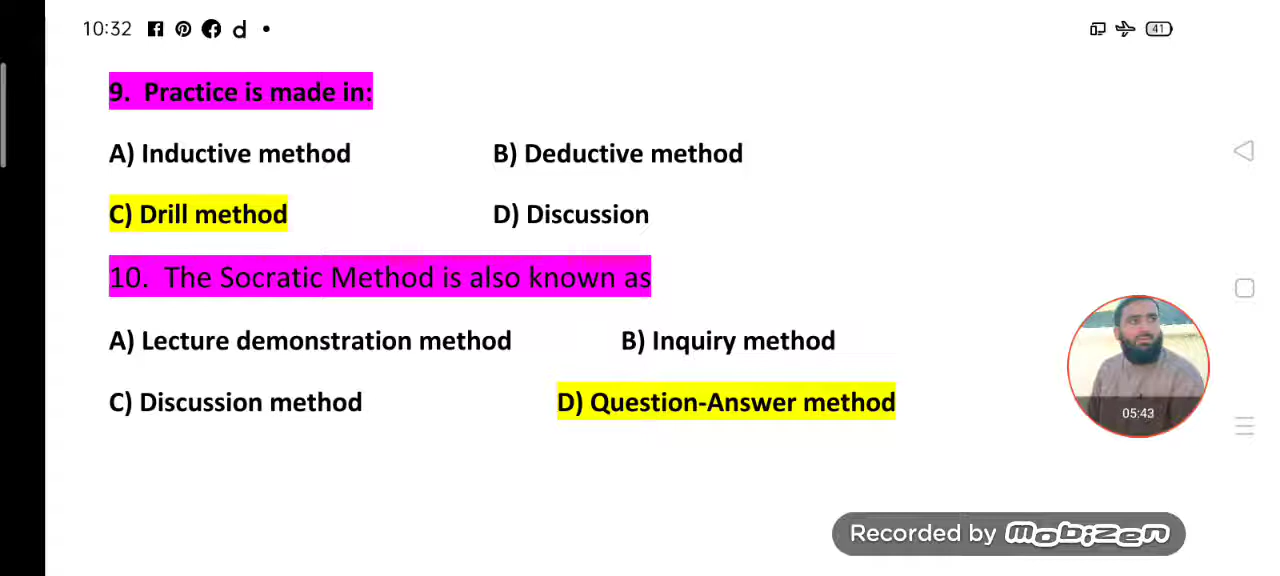 10:32
41
9. Practice is made in:
A) Inductive method B) Deductive method
C) Drill method D) Discussion
10. The Socratic Method is also known as
A) Lecture demonstration method B) Inquiry method
C) Discussion method D) Question-Answer method
05:43
Recorded by mobizen